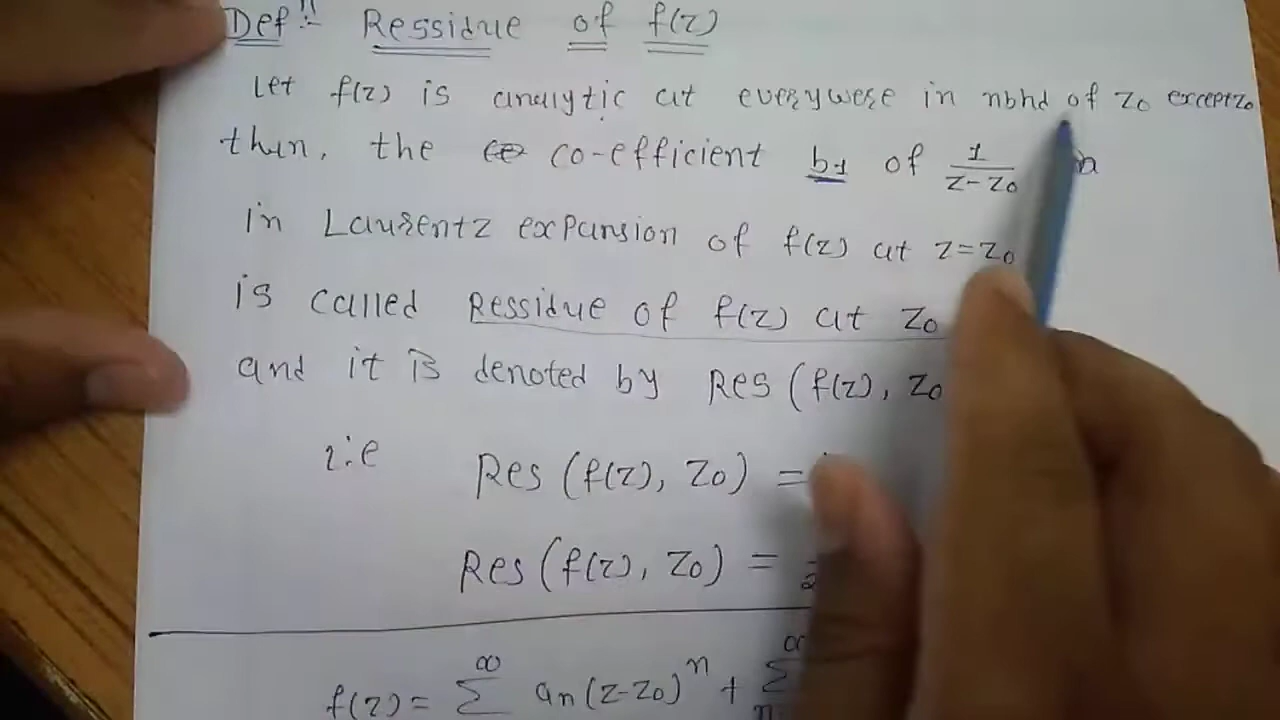 Def^n :- Ressidue of f(z)
Let f(z) is analytic at everywere in nbhd of z₀ except z₀
then, the co-efficient b₁ of 1/(z-z₀)
in Laurentz expansion of f(z) at z=z₀
is called Ressidue of f(z) at z₀
and it is denoted by Res (f(z), z₀
i.e Res (f(z), z₀) =
Res (f(z), z₀) =
f(z) = ∑ ∞ an(z-z₀)^n + ∑